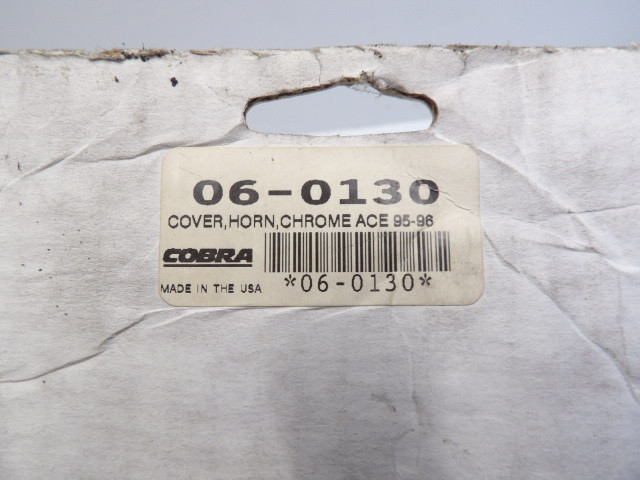 06-0130
COVER,HORN,CHROME ACE 95-96
COBRA
MADE IN THE USA
*06-0130*